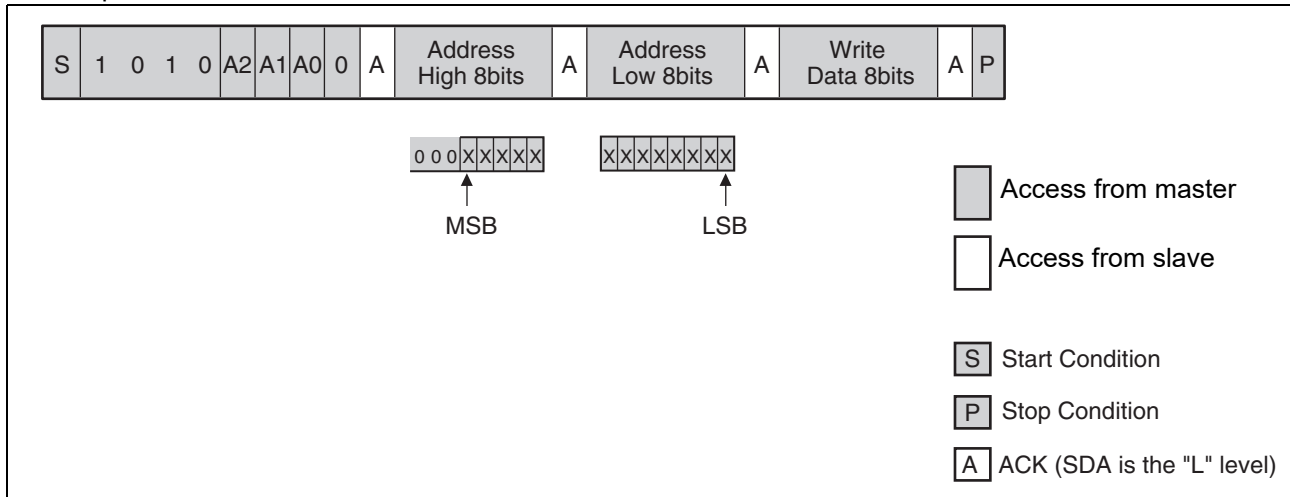 S 1 0 1 0 A2 A1 A0 0 A Address High 8bits A Address Low 8bits A Write Data 8bits A P
0 0 0 X X X X X X X X X X X X X
MSB LSB
Access from master
Access from slave
S Start Condition
P Stop Condition
A ACK (SDA is the "L" level)